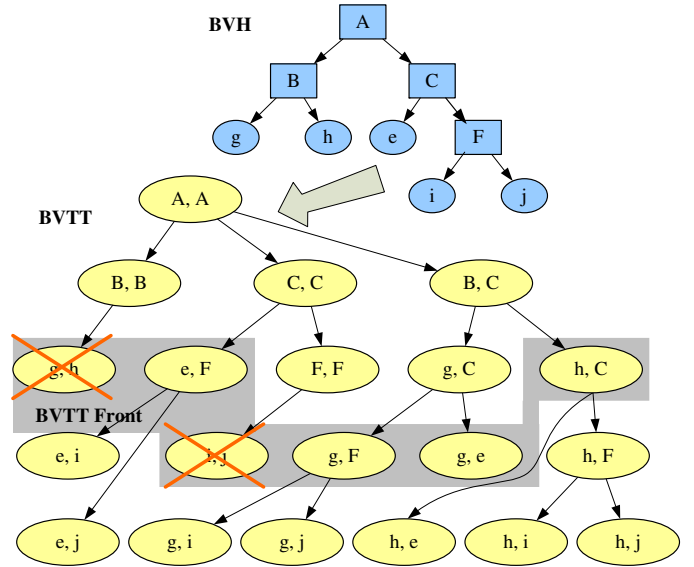 BVH
A
B
C
g
h
e
F
i
j
BVTT
A, A
B, B
C, C
B, C
g, h
e, F
F, F
g, C
h, C
BVTT Front
e, i
i, j
g, F
g, e
h, F
e, j
g, i
g, j
h, e
h, i
h, j